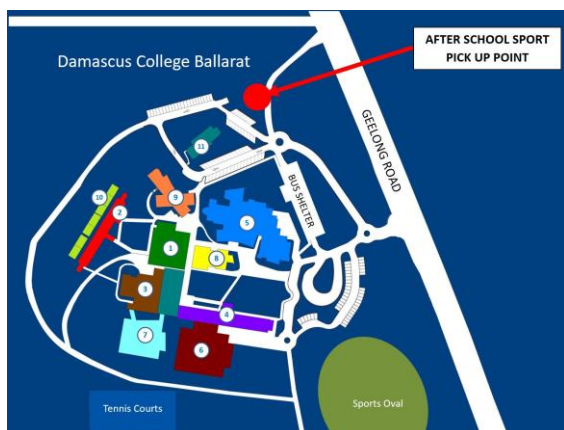 AFTER SCHOOL SPORT
PICK UP POINT
Damascus College Ballarat
GEELONG ROAD
11
BUS SHELTER
10
9
2
5
1
8
3
4
7
6
Tennis Courts
Sports Oval